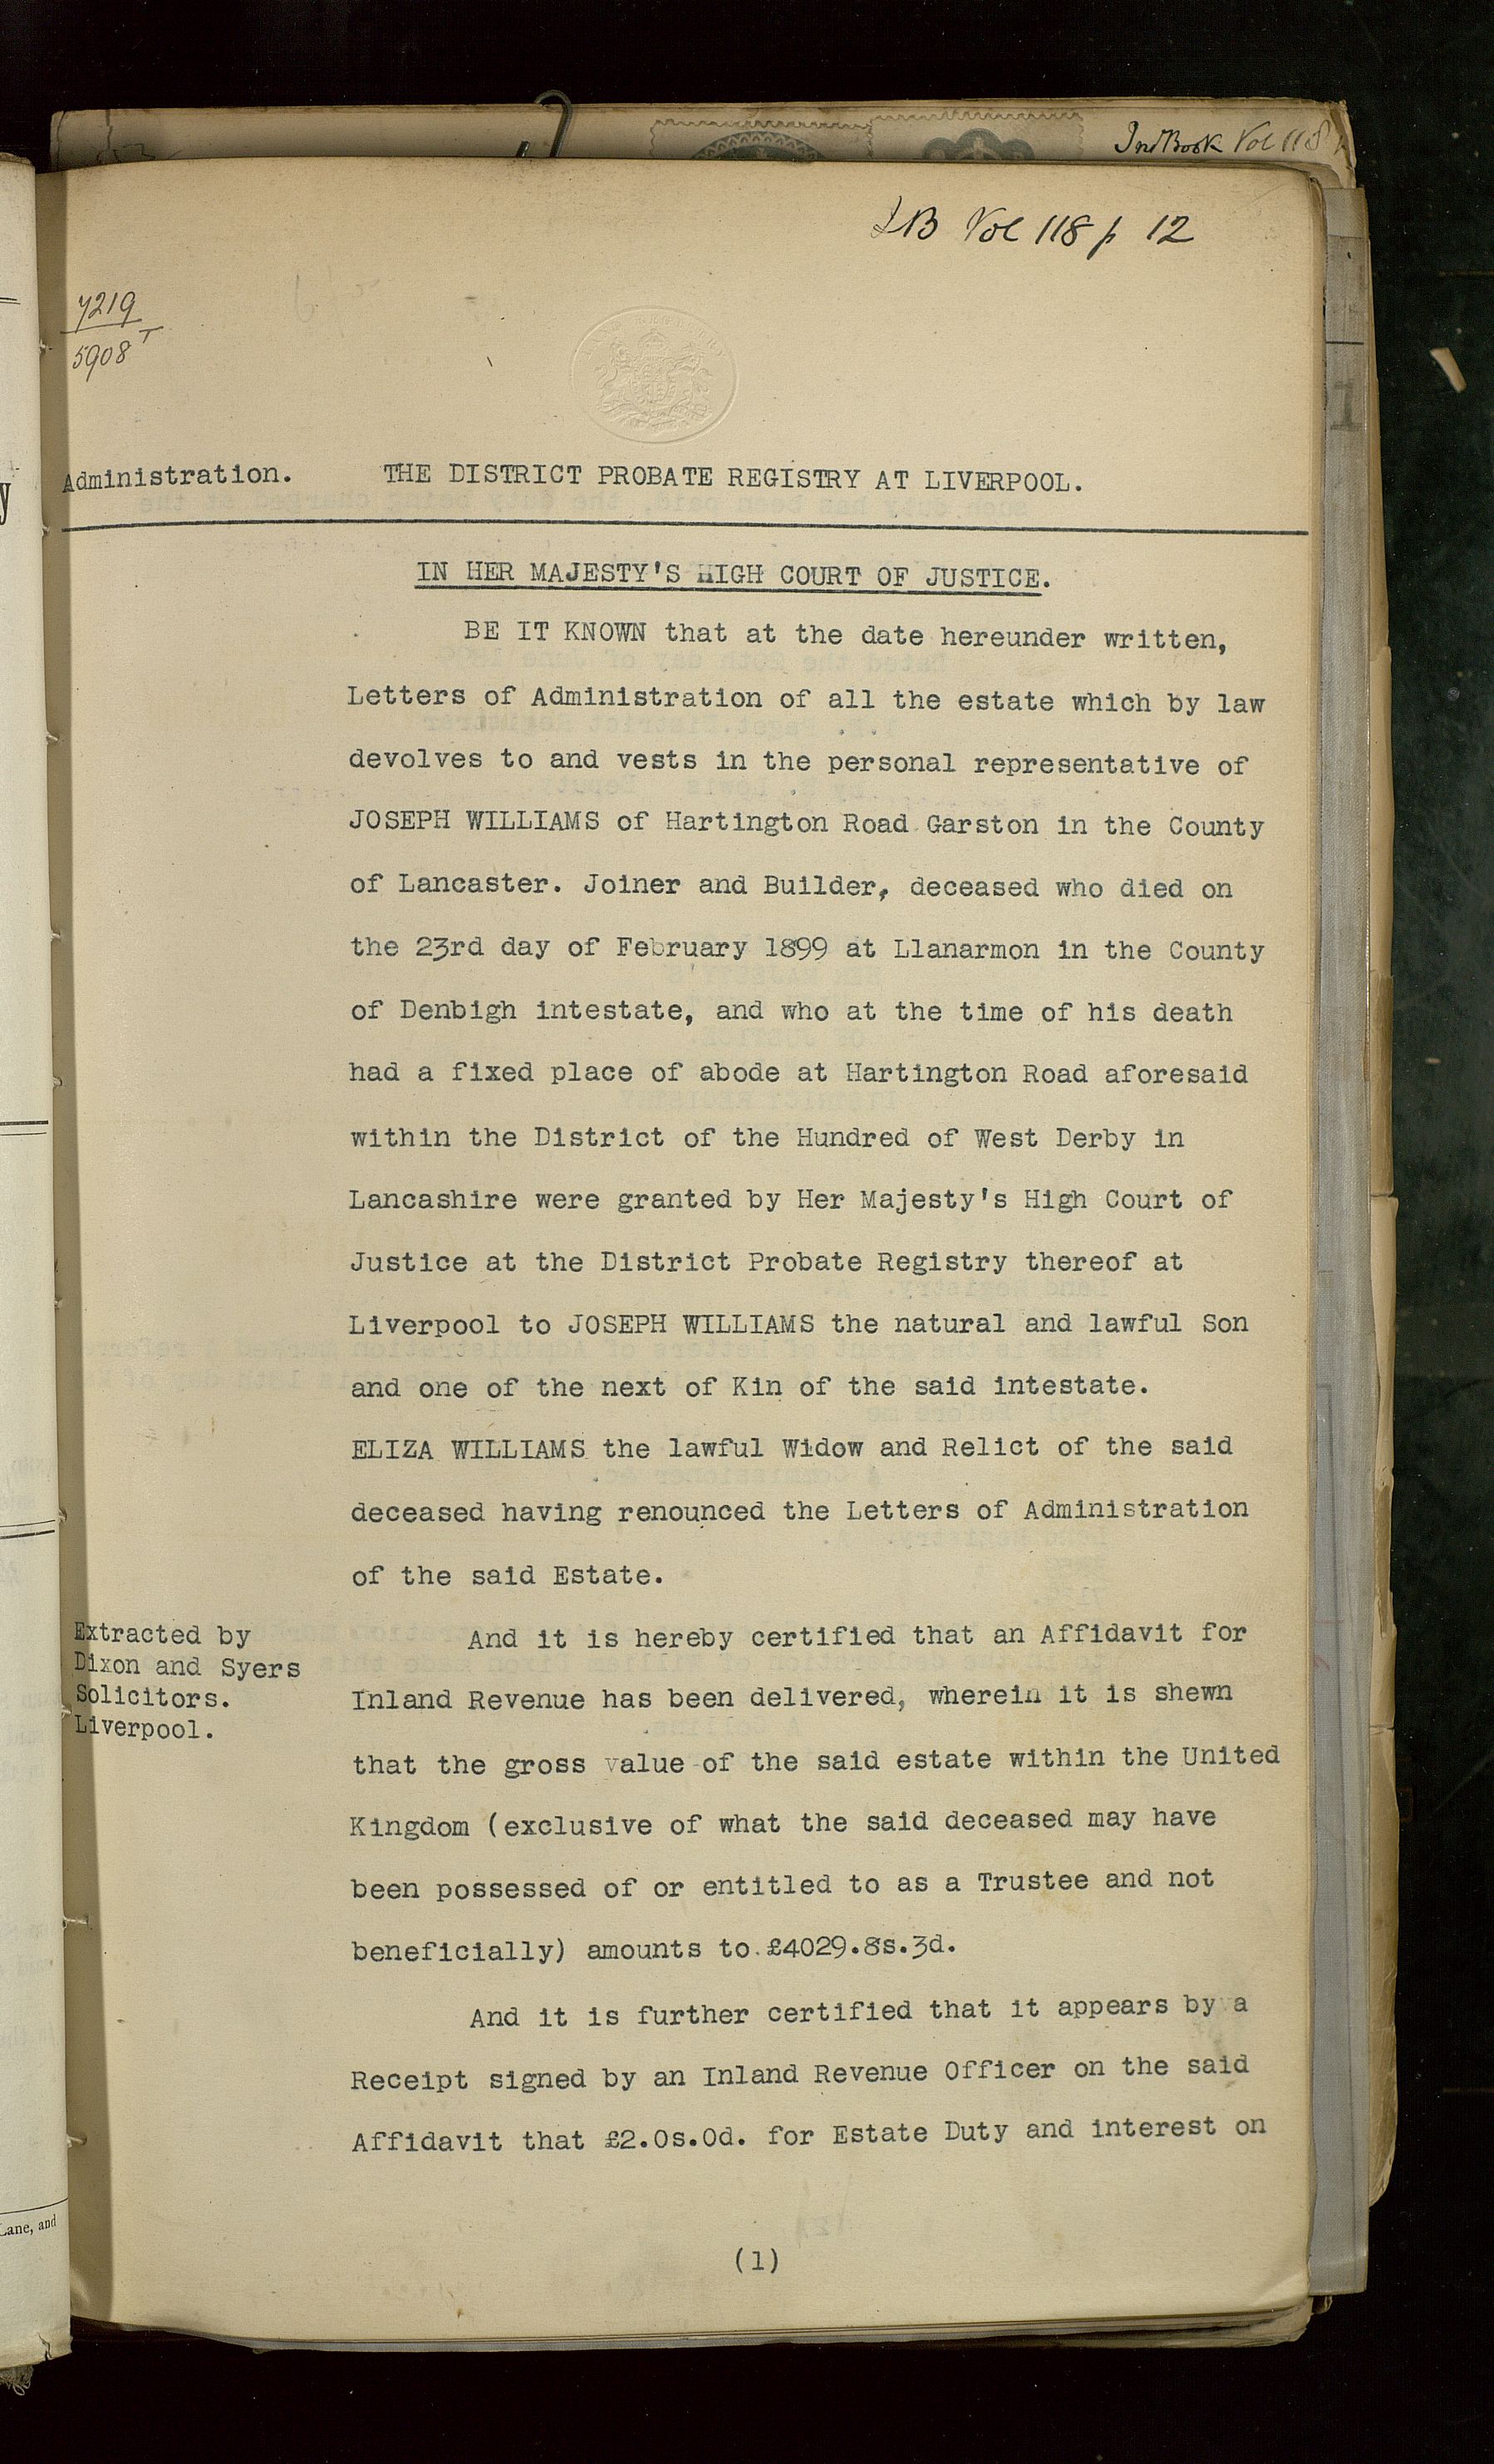 Ind Book Vol 118
LB Vol 118 p 12
7219
5908 T
Administration. THE DISTRICT PROBATE REGISTRY AT LIVERPOOL.
IN HER MAJESTY'S HIGH COURT OF JUSTICE.
BE IT KNOWN that at the date hereunder written,
Letters of Administration of all the estate which by law
devolves to and vests in the personal representative of
JOSEPH WILLIAMS of Hartington Road Garston in the County
of Lancaster. Joiner and Builder, deceased who died on
the 23rd day of February 1899 at Llanarmon in the County
of Denbigh intestate, and who at the time of his death
had a fixed place of abode at Hartington Road aforesaid
within the District of the Hundred of West Derby in
Lancashire were granted by Her Majesty's High Court of
Justice at the District Probate Registry thereof at
Liverpool to JOSEPH WILLIAMS the natural and lawful Son
and one of the next of Kin of the said intestate.
ELIZA WILLIAMS the lawful Widow and Relict of the said
deceased having renounced the Letters of Administration
of the said Estate.
Extracted by
Dixon and Syers
Solicitors.
Liverpool.
And it is hereby certified that an Affidavit for
Inland Revenue has been delivered, wherein it is shewn
that the gross value of the said estate within the United
Kingdom (exclusive of what the said deceased may have
been possessed of or entitled to as a Trustee and not
beneficially) amounts to £4029.8s.3d.
And it is further certified that it appears by a
Receipt signed by an Inland Revenue Officer on the said
Affidavit that £2.0s.0d. for Estate Duty and interest on
(1)
Lane, and